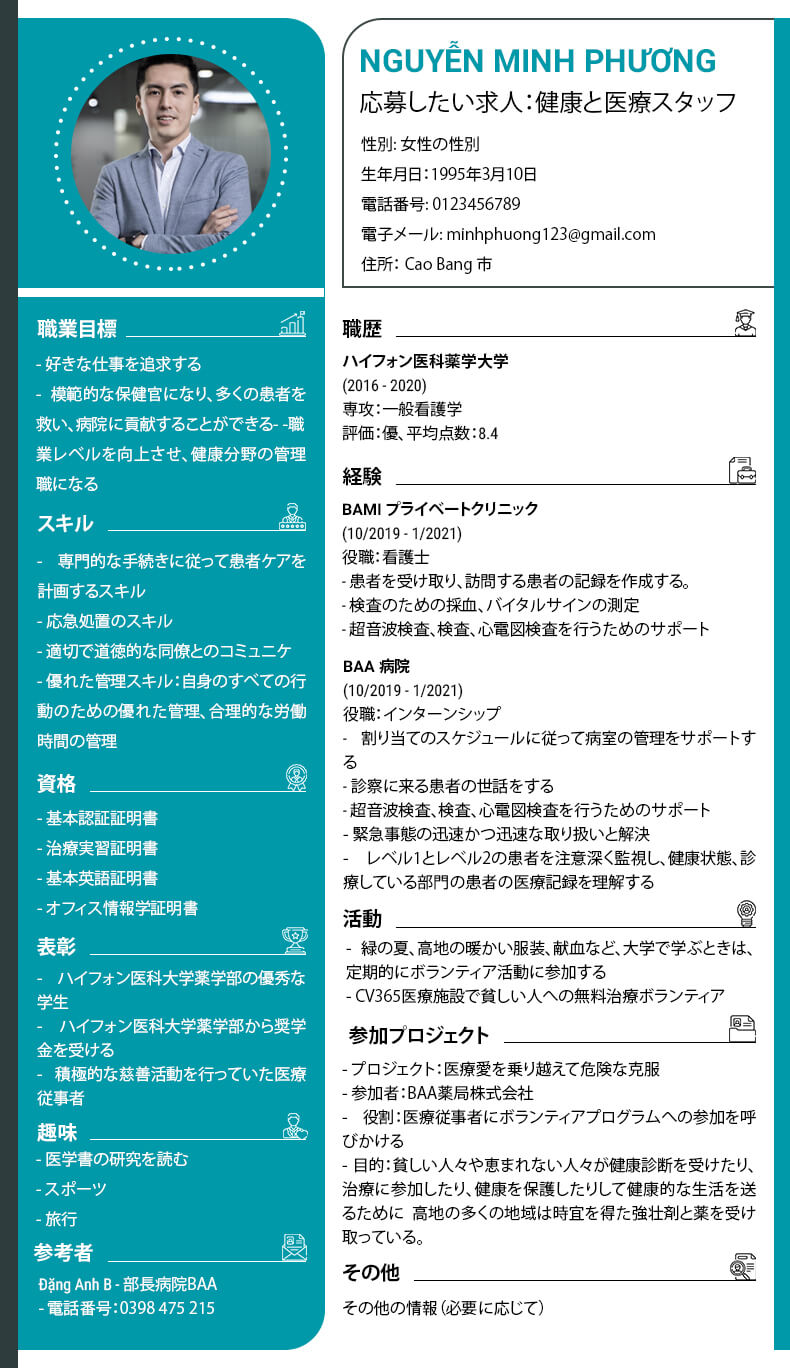 NGUYỄN MINH PHƯƠNG
応募したい求人：健康と医療スタッフ
性別: 女性の性別
生年月日：1995年3月10日
電話番号: 0123456789
電子メール: minhphuong123@gmail.com
住所： Cao Bang 市
職業目標
- 好きな仕事を追求する
- 模範的な保健官になり、多くの患者を
救い、病院に貢献することができる- -職
業レベルを向上させ、健康分野の管理
職になる
スキル
- 専門的な手続きに従って患者ケアを
計画するスキル
- 応急処置のスキル
- 適切で道徳的な同僚とのコミュニケ
- 優れた管理スキル：自身のすべての行
動のための優れた管理、合理的な労働
時間の管理
資格
- 基本認証証明書
- 治療実習証明書
- 基本英語証明書
- オフィス情報学証明書
表彰
- ハイフォン医科大学薬学部の優秀な
学生
- ハイフォン医科大学薬学部から奨学
金を受ける
- 積極的な慈善活動を行っていた医療
従事者
趣味
- 医学書の研究を読む
- スポーツ
- 旅行
参考者
Đặng Anh B - 部長病院BAA
- 電話番号：0398 475 215
職歴
ハイフォン医科薬学大学
(2016 - 2020)
専攻：一般看護学
評価：優、平均点数：8.4
経験
BAMI プライベートクリニック
(10/2019 - 1/2021)
役職：看護士
- 患者を受け取り、訪問する患者の記録を作成する。
- 検査のための採血、バイタルサインの測定
- 超音波検査、検査、心電図検査を行うためのサポート
BAA 病院
(10/2019 - 1/2021)
役職：インターンシップ
- 割り当てのスケジュールに従って病室の管理をサポートす
る
- 診察に来る患者の世話をする
- 超音波検査、検査、心電図検査を行うためのサポート
- 緊急事態の迅速かつ迅速な取り扱いと解決
- レベル1とレベル2の患者を注意深く監視し、健康状態、診
療している部門の患者の医療記録を理解する
活動
- 緑の夏、高地の暖かい服装、献血など、大学で学ぶときは、
定期的にボランティア活動に参加する
- CV365医療施設で貧しい人への無料治療ボランティア
参加プロジェクト
- プロジェクト：医療愛を乗り越えて危険な克服
- 参加者：BAA薬局株式会社
- 役割：医療従事者にボランティアプログラムへの参加を呼
びかける
- 目的：貧しい人々や恵まれない人々が健康診断を受けたり、
治療に参加したり、健康を保護したりして健康的な生活を送
るために 高地の多くの地域は時宜を得た強壮剤と薬を受け
取っている。
その他
その他の情報（必要に応じて）